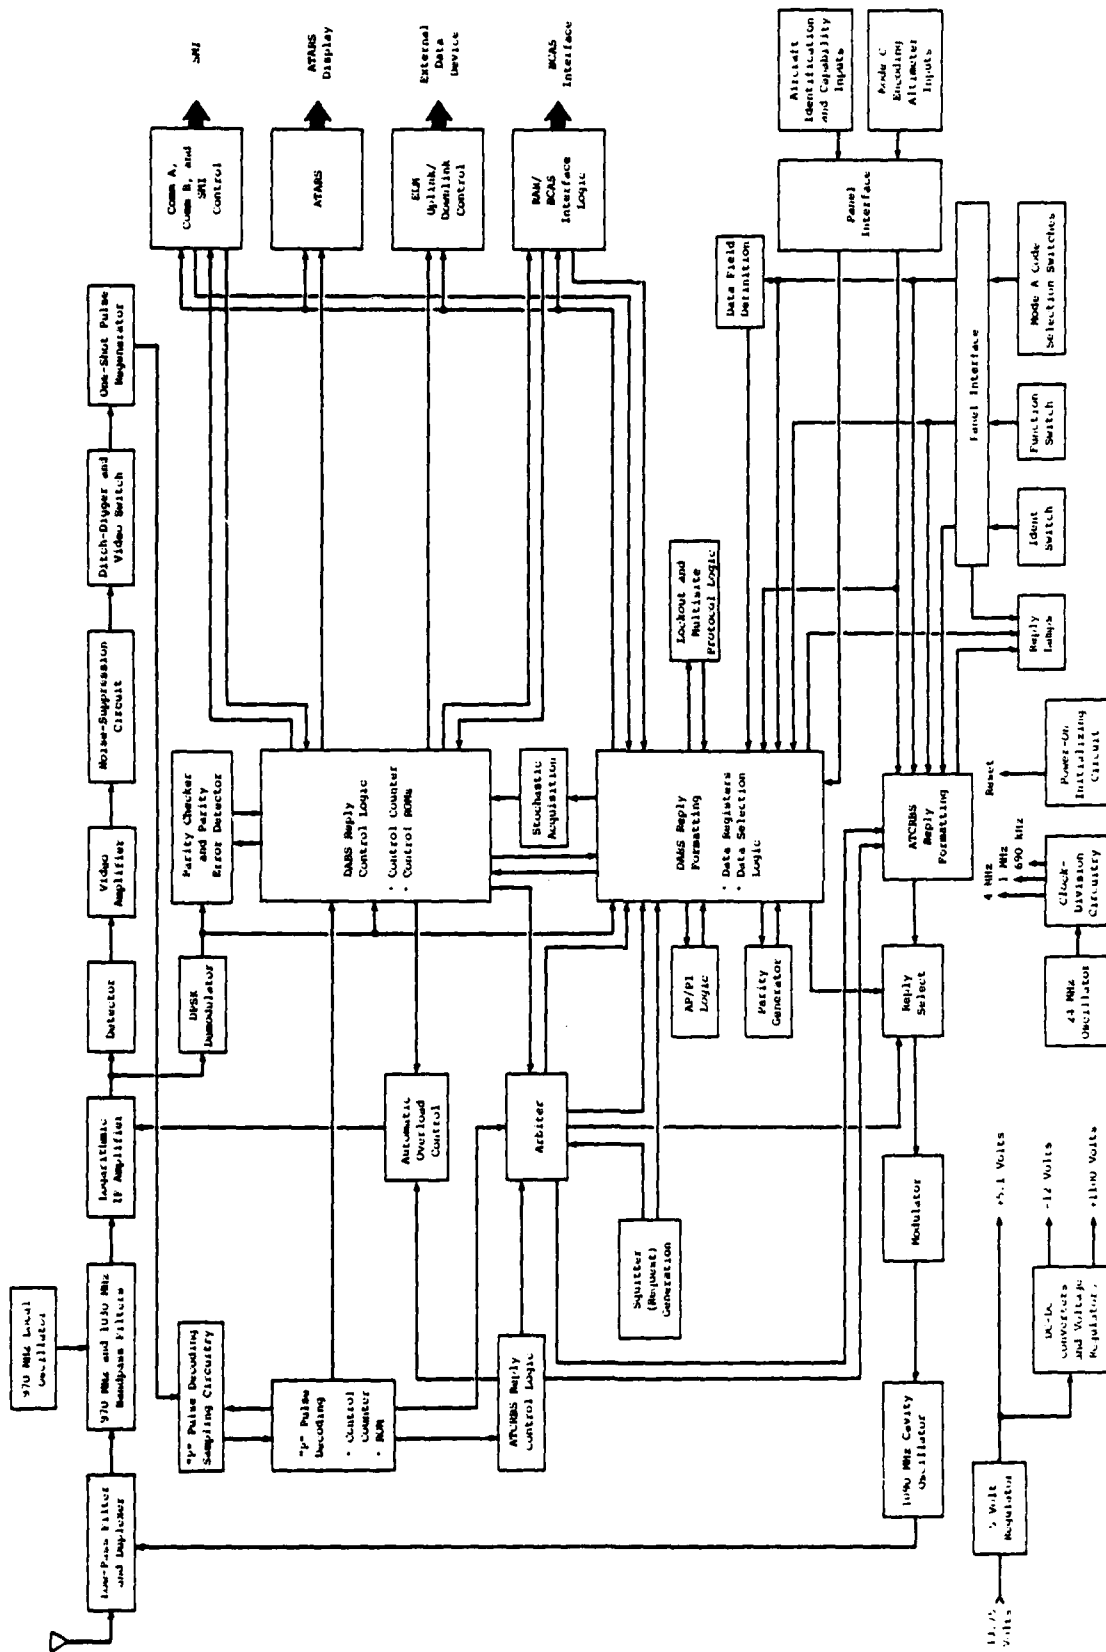 970 MHz Local
Oscillator
Low-Pass Filter
and Duplexer
970 MHz and 1030 MHz
Bandpass Filters
Logarithmic
IF Amplifier
Detector
Video
Amplifier
Noise-Suppression
Circuit
Ditch-Digger and
Video Switch
One-Shot Pulse
Regenerator
"P" Pulse Decoding
Sampling Circuitry
DPSK
Demodulator
Parity Checker
and Parity
Error Detector
Comm A,
Comm B, and
SMI
Control
SMI
"P" Pulse
Decoding
· Control
Counter
· ROM
Automatic
Overload
Control
DABS Reply
Control Logic
· Control Counter
· Control ROMs
ATARS
ATARS
Display
ELM
Uplink/
Downlink
Control
External
Data
Device
ATCRBS Reply
Control Logic
Arbiter
Stochastic
Acquisition
RAM/
BCAS
Interface
Logic
BCAS
Interface
Squitter
(Request)
Generation
AP/PI
Logic
Parity
Generator
DABS Reply
Formatting
· Data Registers
· Data Selection
Logic
Lockout and
Multisite
Protocol Logic
Data Field
Definition
Panel
Interface
Aircraft
Identification
and Capability
Inputs
Mode C
Encoding
Altimeter
Inputs
1090 MHz Cavity
Oscillator
Modulator
Reply
Select
ATCRBS
Reply
Formatting
Panel Interface
Reply
Lamps
Ident
Switch
Function
Switch
Mode A Code
Selection Switches
Volts
5 Volt
Regulator
+5.1 Volts
DC-DC
Converters
and Voltage
Regulators
-12 Volts
+1100 Volts
24 MHz
Oscillator
Clock-
Division
Circuitry
4 MHz
1 MHz
690 kHz
Power-On
Initializing
Circuit
Reset